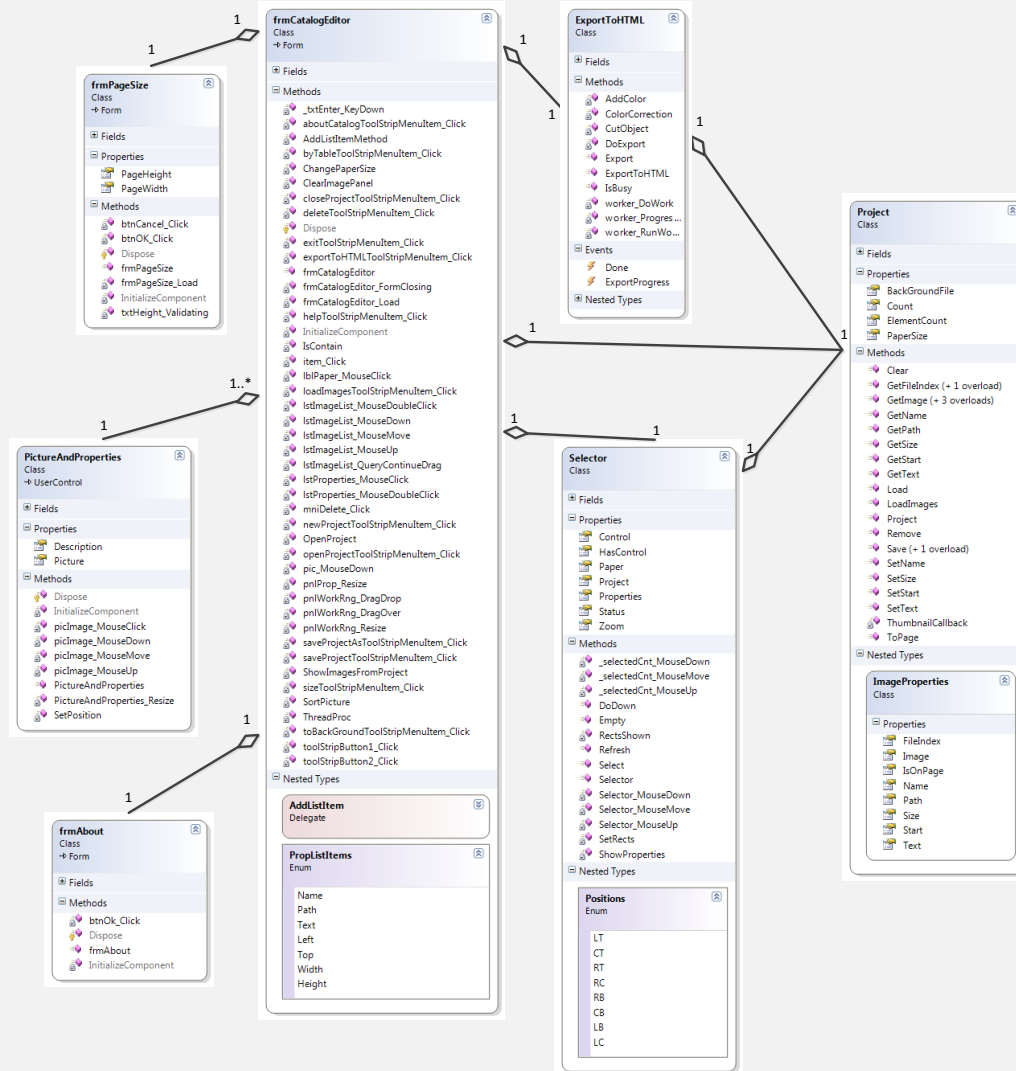 1
1
frmPageSize
Class
Form
Fields
Properties
PageHeight
PageWidth
Methods
btnCancel_Click
btnOK_Click
Dispose
frmPageSize
frmPageSize_Load
InitializeComponent
txtHeight_Validating
1..*
1
PictureAndProperties
Class
UserControl
Fields
Properties
Description
Picture
Methods
Dispose
InitializeComponent
picImage_MouseClick
picImage_MouseDown
picImage_MouseMove
picImage_MouseUp
PictureAndProperties
PictureAndProperties_Resize
SetPosition
1
1
frmAbout
Class
Form
Fields
Methods
btnOk_Click
Dispose
frmAbout
InitializeComponent
frmCatalogEditor
Class
Form
Fields
Methods
_txtEnter_KeyDown
aboutCatalogToolStripMenuItem_Click
AddListItemMethod
byTableToolStripMenuItem_Click
ChangePaperSize
ClearImagePanel
closeProjectToolStripMenuItem_Click
deleteToolStripMenuItem_Click
Dispose
exitToolStripMenuItem_Click
exportToHTMLToolStripMenuItem_Click
frmCatalogEditor
frmCatalogEditor_FormClosing
frmCatalogEditor_Load
helpToolStripMenuItem_Click
InitializeComponent
IsContain
item_Click
lblPaper_MouseClick
loadImagesToolStripMenuItem_Click
lstImageList_MouseDoubleClick
lstImageList_MouseDown
lstImageList_MouseMove
lstImageList_MouseUp
lstImageList_QueryContinueDrag
lstProperties_MouseClick
lstProperties_MouseDoubleClick
mniDelete_Click
newProjectToolStripMenuItem_Click
OpenProject
openProjectToolStripMenuItem_Click
pic_MouseDown
pnlProp_Resize
pnlWorkRng_DragDrop
pnlWorkRng_DragOver
pnlWorkRng_Resize
saveProjectAsToolStripMenuItem_Click
saveProjectToolStripMenuItem_Click
ShowImagesFromProject
sizeToolStripMenuItem_Click
SortPicture
ThreadProc
toBackGroundToolStripMenuItem_Click
toolStripButton1_Click
toolStripButton2_Click
Nested Types
AddListItem
Delegate
PropListItems
Enum
Name
Path
Text
Left
Top
Width
Height
1
1
ExportToHTML
Class
Fields
Methods
AddColor
ColorCorrection
CutObject
DoExport
Export
ExportToHTML
IsBusy
worker_DoWork
worker_Progres...
worker_RunWo...
Events
Done
ExportProgress
Nested Types
1
1
1
1
1
1
Selector
Class
Fields
Properties
Control
HasControl
Paper
Project
Properties
Status
Zoom
Methods
_selectedCnt_MouseDown
_selectedCnt_MouseMove
_selectedCnt_MouseUp
DoDown
Empty
RectsShown
Refresh
Select
Selector
Selector_MouseDown
Selector_MouseMove
Selector_MouseUp
SetRects
ShowProperties
Nested Types
Positions
Enum
LT
CT
RT
RC
RB
CB
LB
LC
Project
Class
Fields
Properties
BackGroundFile
Count
ElementCount
PaperSize
Methods
Clear
GetFileIndex (+ 1 overload)
GetImage (+ 3 overloads)
GetName
GetPath
GetSize
GetStart
GetText
Load
LoadImages
Project
Remove
Save (+ 1 overload)
SetName
SetSize
SetStart
SetText
ThumbnailCallback
ToPage
Nested Types
ImageProperties
Class
Properties
FileIndex
Image
IsOnPage
Name
Path
Size
Start
Text